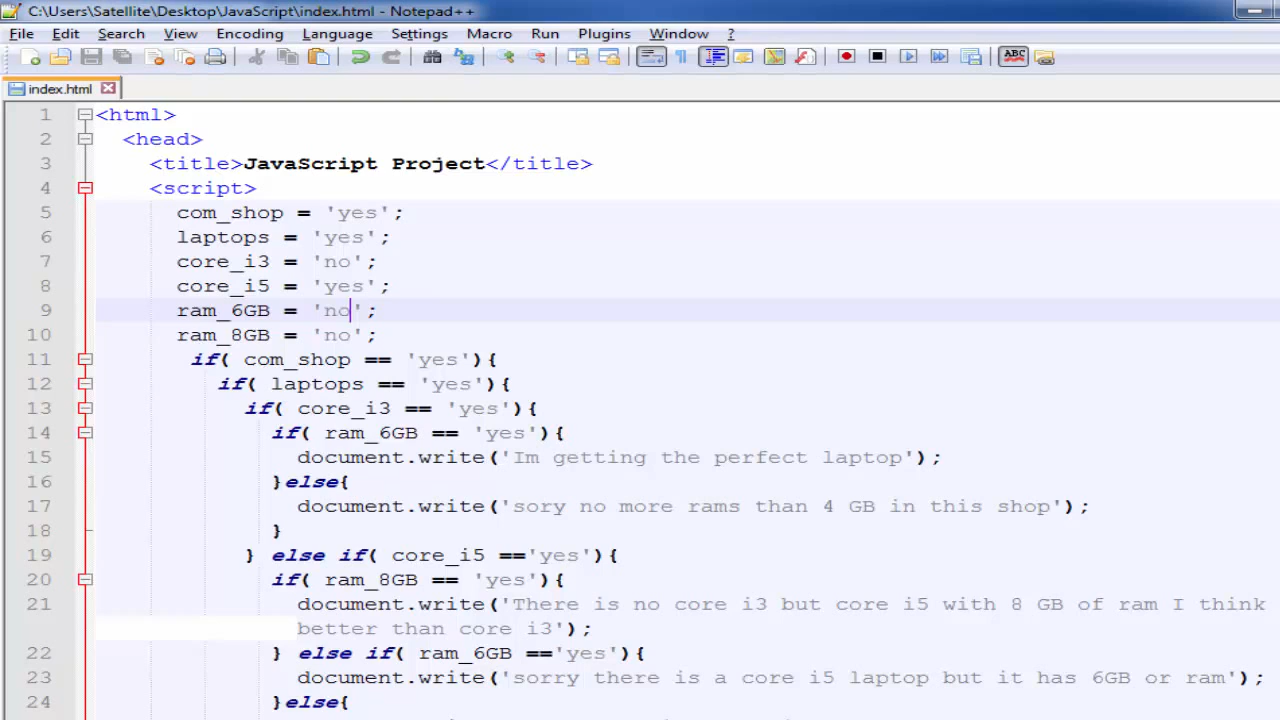 C:\Users\Satellite\Desktop\JavaScript\index.html - Notepad++
File Edit Search View Encoding Language Settings Macro Run Plugins Window ?
ABC
index.html
1 <html>
2 <head>
3 <title>JavaScript Project</title>
4 <script>
5 com_shop = 'yes';
6 laptops = 'yes';
7 core_i3 = 'no';
8 core_i5 = 'yes';
9 ram_6GB = 'no';
10 ram_8GB = 'no';
11 if( com_shop == 'yes'){
12 if( laptops == 'yes'){
13 if( core_i3 == 'yes'){
14 if( ram_6GB == 'yes'){
15 document.write('Im getting the perfect laptop');
16 }else{
17 document.write('sory no more rams than 4 GB in this shop');
18 }
19 } else if( core_i5 =='yes'){
20 if( ram_8GB == 'yes'){
21 document.write('There is no core i3 but core i5 with 8 GB of ram I think
better than core i3');
22 } else if( ram_6GB =='yes'){
23 document.write('sorry there is a core i5 laptop but it has 6GB or ram');
24 }else{